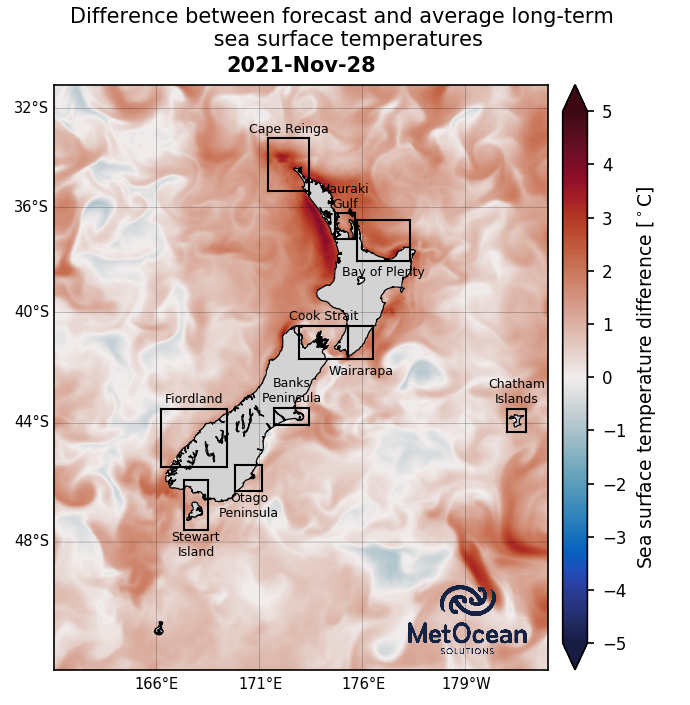 Difference between forecast and average long-term
sea surface temperatures
2021-Nov-28
32°S
36°S
40°S
44°S
48°S
Cape Reinga
Hauraki
Gulf
Bay of Plenty
Cook Strait
Wairarapa
Banks
Peninsula
Fiordland
Chatham
Islands
Otago
Peninsula
Stewart
Island
MetOcean
SOLUTIONS
166°E
171°E
176°E
179°W
5
4
3
2
1
0
−1
−2
−3
−4
−5
Sea surface temperature difference [°C]